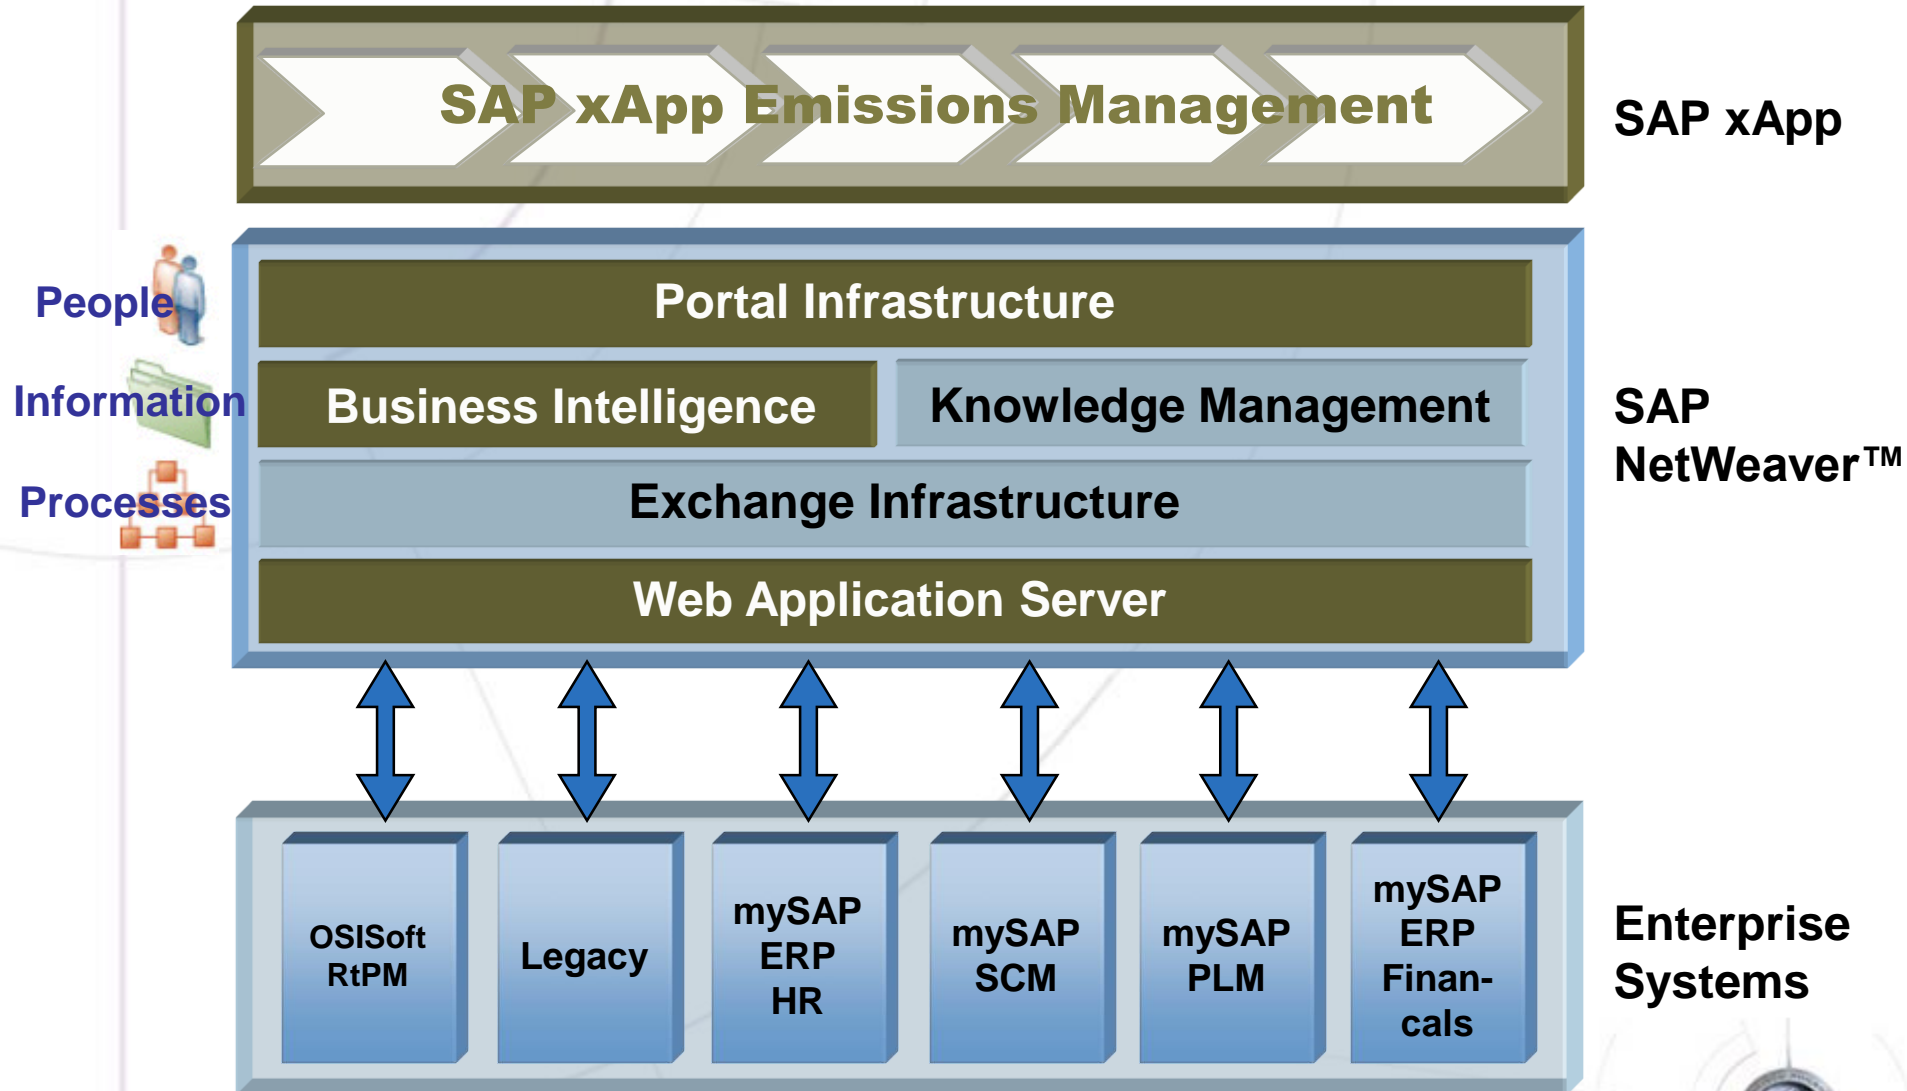 SAP xApp Emissions Management
SAP xApp
People
Portal Infrastructure
Information
Business Intelligence
Knowledge Management
SAP
NetWeaver™
Processes
Exchange Infrastructure
Web Application Server
OSISoft
RtPM
Legacy
mySAP
ERP
HR
mySAP
SCM
mySAP
PLM
mySAP
ERP
Finan-
cals
Enterprise
Systems